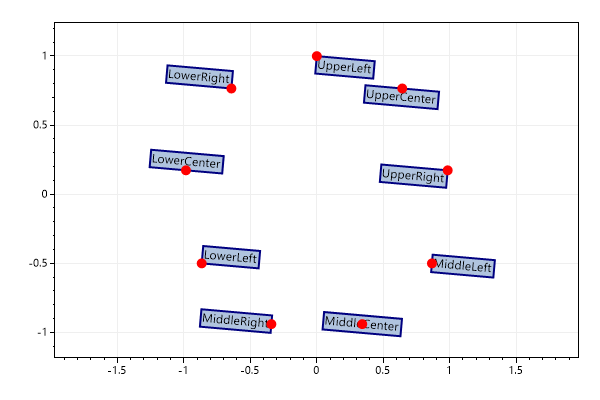 1
0.5
0
-0.5
-1
LowerRight
UpperLeft
UpperCenter
LowerCenter
UpperRight
LowerLeft
MiddleLeft
MiddleRight
MiddleCenter
-1.5 -1 -0.5 0 0.5 1 1.5